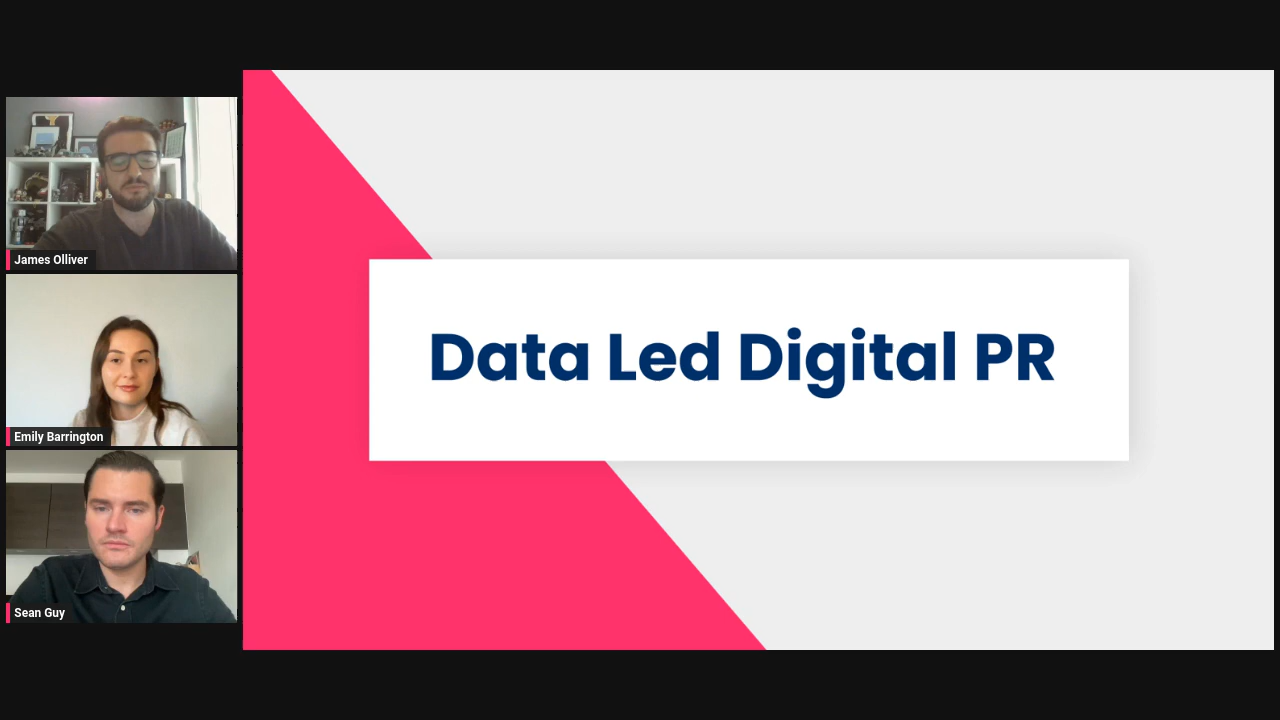 James Olliver
Emily Barrington
Sean Guy
Data Led Digital PR